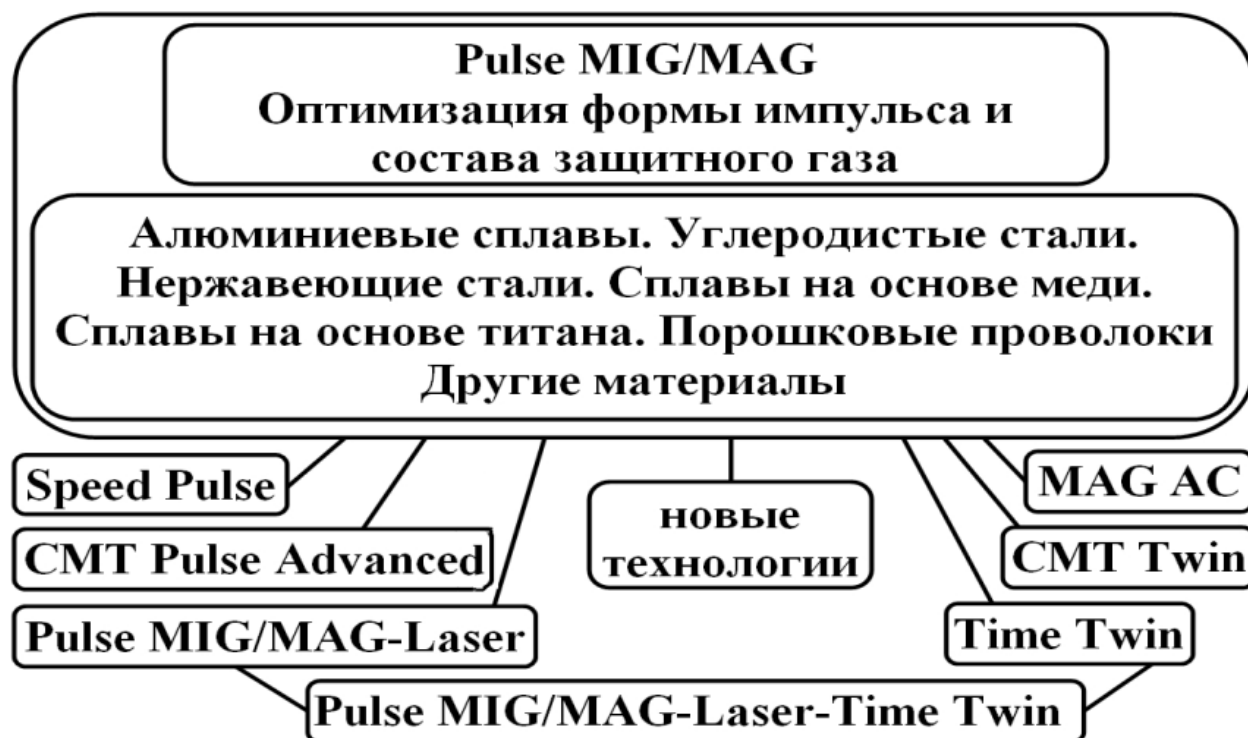 Pulse MIG/MAG
Оптимизация формы импульса и
состава защитного газа
Алюминиевые сплавы. Углеродистые стали.
Нержавеющие стали. Сплавы на основе меди.
Сплавы на основе титана. Порошковые проволоки
Другие материалы
Speed Pulse
CMT Pulse Advanced
Pulse MIG/MAG-Laser
новые
технологии
MAG AC
CMT Twin
Time Twin
Pulse MIG/MAG-Laser-Time Twin